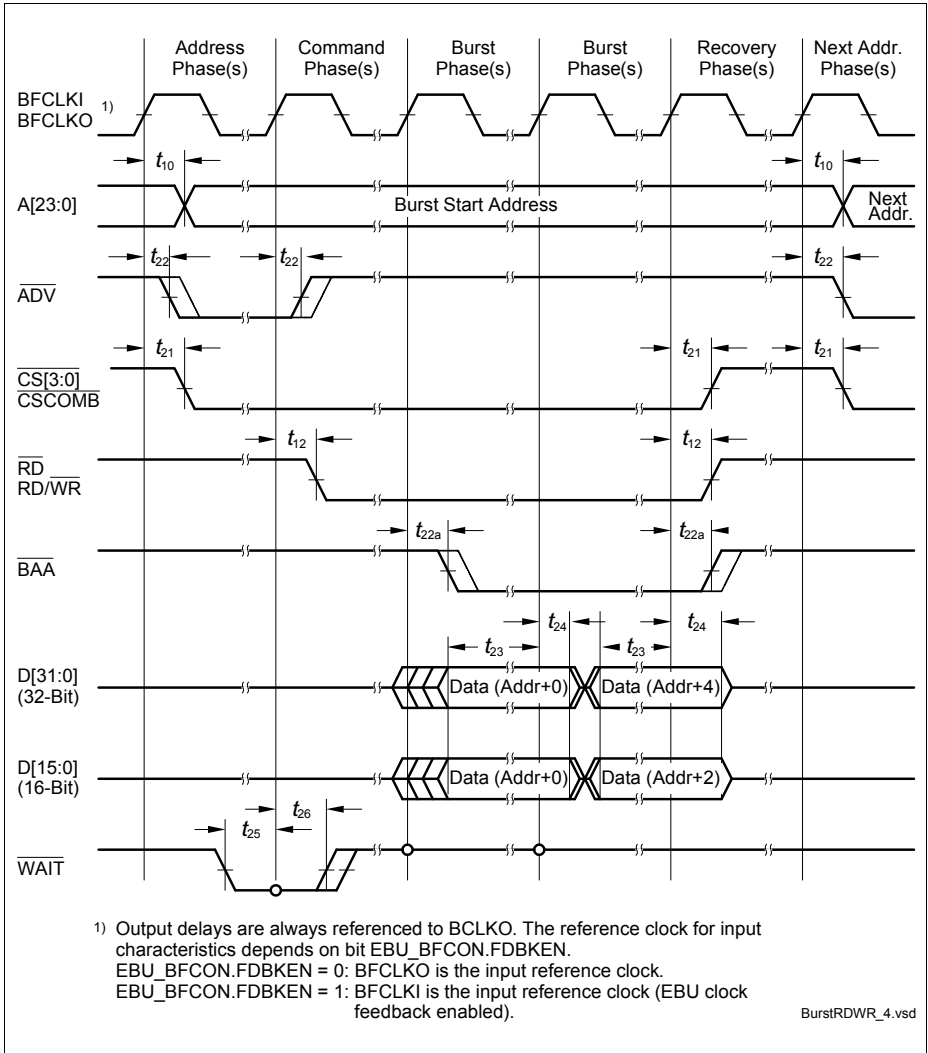 Address Phase(s) Command Phase(s) Burst Phase(s) Burst Phase(s) Recovery Phase(s) Next Addr. Phase(s)
BFCLKI
BFCLKO 1)
t10 t10
A[23:0] Burst Start Address Next Addr.
t22 t22 t22
ADV
t21 t21 t21
CS[3:0]
CSCOMB
t12 t12
RD
RD/WR
t22a t22a
BAA
t24 t24
t23 t23
D[31:0]
(32-Bit) Data (Addr+0) Data (Addr+4)
D[15:0]
(16-Bit) Data (Addr+0) Data (Addr+2)
t26
t25
WAIT
1) Output delays are always referenced to BCLKO. The reference clock for input
characteristics depends on bit EBU_BFCON.FDBKEN.
EBU_BFCON.FDBKEN = 0: BFCLKO is the input reference clock.
EBU_BFCON.FDBKEN = 1: BFCLKI is the input reference clock (EBU clock
feedback enabled).
BurstRDWR_4.vsd